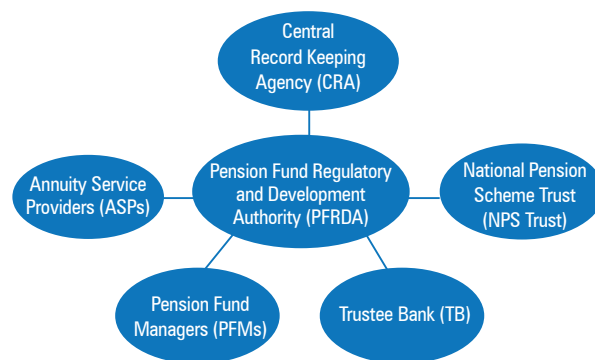 Central
Record Keeping
Agency (CRA)
Annuity Service
Providers (ASPs)
Pension Fund Regulatory
and Development
Authority (PFRDA)
National Pension
Scheme Trust
(NPS Trust)
Pension Fund
Managers (PFMs)
Trustee Bank (TB)